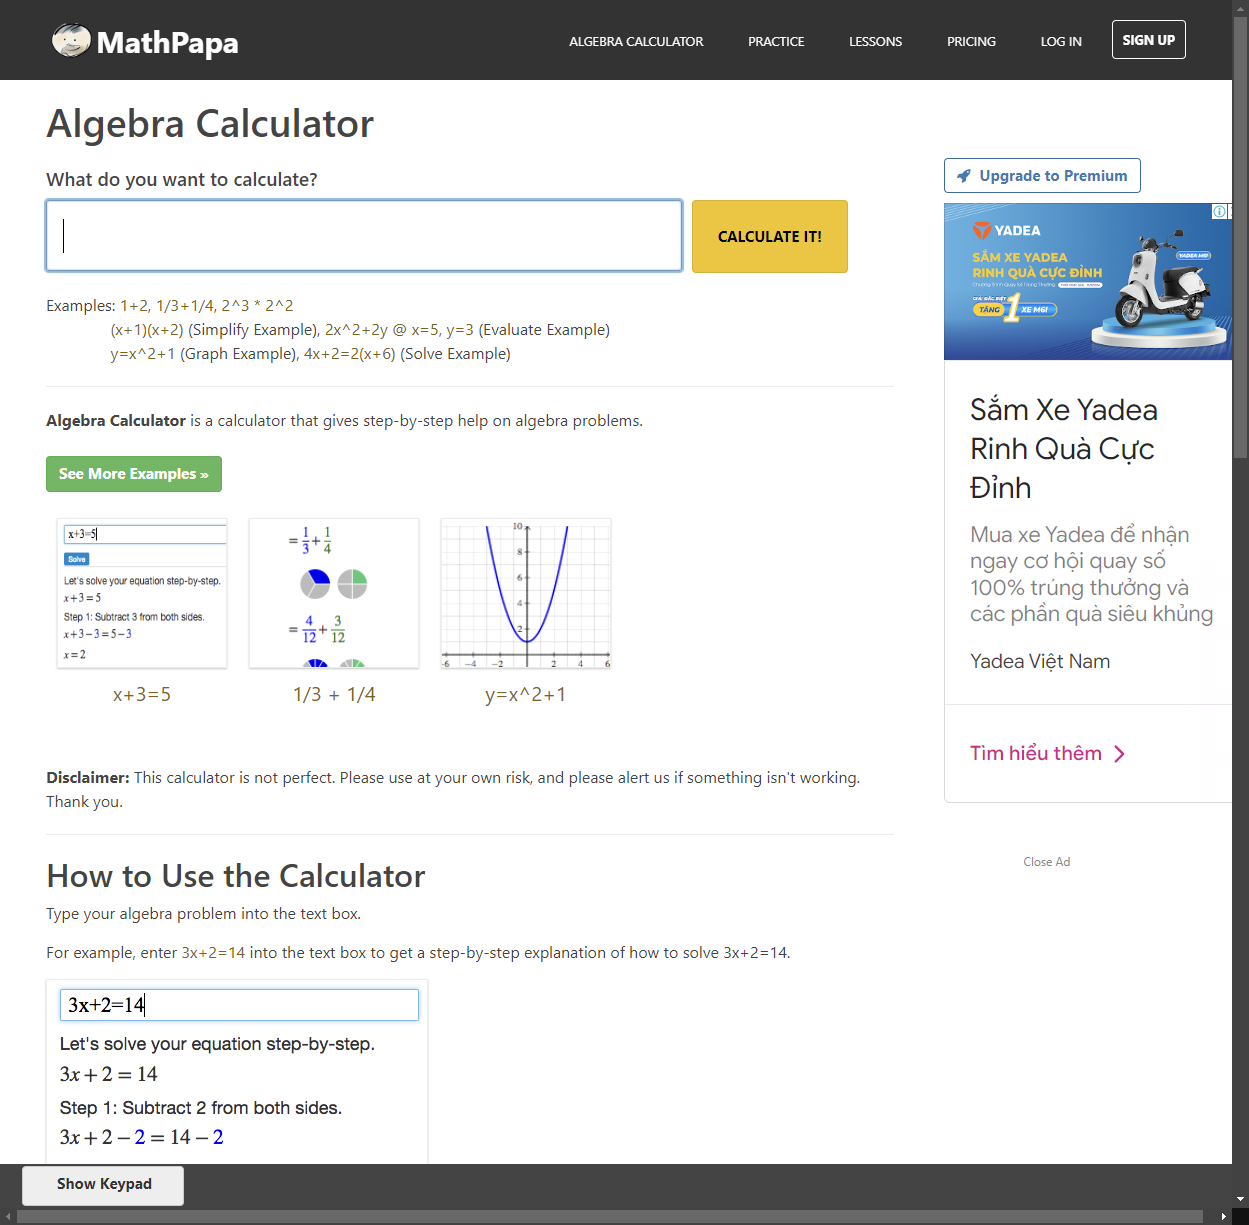 MathPapa
ALGEBRA CALCULATOR
PRACTICE
LESSONS
PRICING
LOG IN
SIGN UP
Algebra Calculator
What do you want to calculate?
CALCULATE IT!
Examples: 1+2, 1/3+1/4, 2^3 * 2^2
(x+1)(x+2) (Simplify Example), 2x^2+2y @ x=5, y=3 (Evaluate Example)
y=x^2+1 (Graph Example), 4x+2=2(x+6) (Solve Example)
Algebra Calculator is a calculator that gives step-by-step help on algebra problems.
See More Examples »
x+3=5
Solve
Let's solve your equation step-by-step.
x+3=5
Step 1: Subtract 3 from both sides.
x+3−3=5−3
x=2
= 1/3 + 1/4
= 4/12 + 3/12
10
8
6
4
2
-6 -4 -2 2 4 6
x+3=5
1/3 + 1/4
y=x^2+1
Disclaimer: This calculator is not perfect. Please use at your own risk, and please alert us if something isn't working.
Thank you.
How to Use the Calculator
Type your algebra problem into the text box.
For example, enter 3x+2=14 into the text box to get a step-by-step explanation of how to solve 3x+2=14.
3x+2=14
Let's solve your equation step-by-step.
3x + 2 = 14
Step 1: Subtract 2 from both sides.
3x + 2 − 2 = 14 − 2
Show Keypad
Upgrade to Premium
YADEA
SẮM XE YADEA
RINH QUÀ CỰC ĐỈNH
TẶNG 1 XE M6I
YADEA M6I
Sắm Xe Yadea
Rinh Quà Cực
Đỉnh
Mua xe Yadea để nhận
ngay cơ hội quay số
100% trúng thưởng và
các phần quà siêu khủng
Yadea Việt Nam
Tìm hiểu thêm
Close Ad